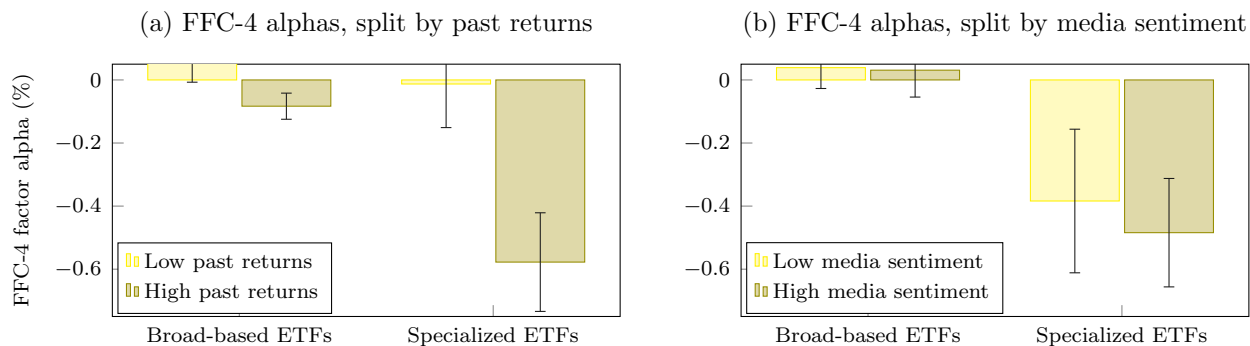 (a) FFC-4 alphas, split by past returns
FFC-4 factor alpha (%)
0
−0.2
−0.4
−0.6
Low past returns
High past returns
Broad-based ETFs
Specialized ETFs
(b) FFC-4 alphas, split by media sentiment
0
−0.2
−0.4
−0.6
Low media sentiment
High media sentiment
Broad-based ETFs
Specialized ETFs